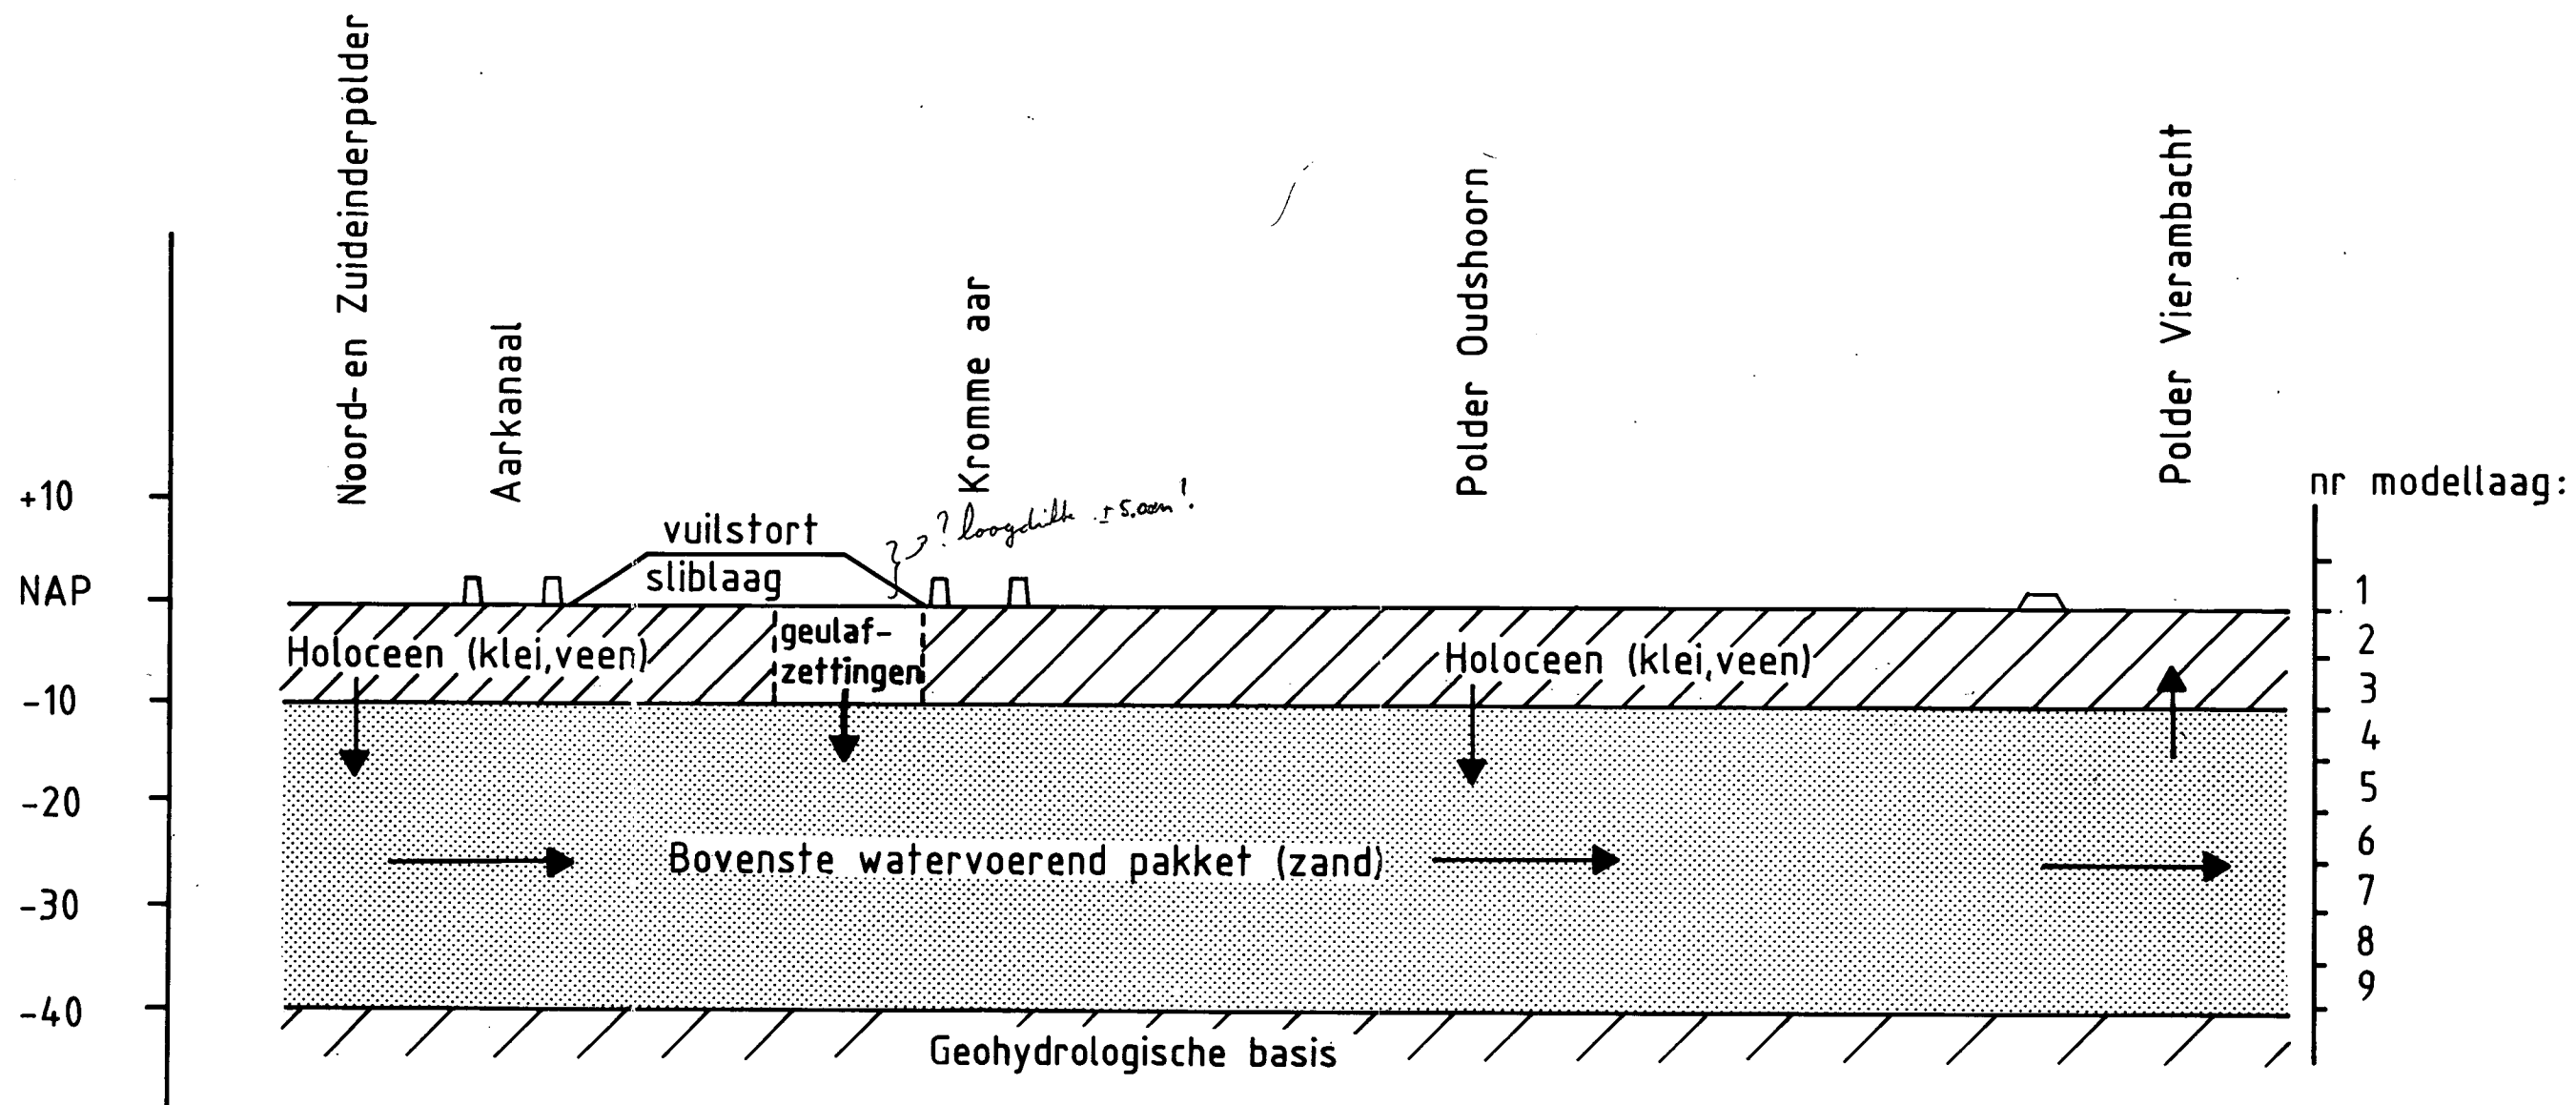 Noord-en Zuideinderpolder
Aarkanaal
Kromme aar
Polder Oudshoorn
Polder Vierambacht
nr modellaag:
+10
NAP
-10
-20
-30
-40
vuilstort
sliblaag
? ± 5.00m!
geulaf-
zettingen
Holoceen (klei,veen)
Holoceen (klei,veen)
Bovenste watervoerend pakket (zand)
Geohydrologische basis
1
2
3
4
5
6
7
8
9